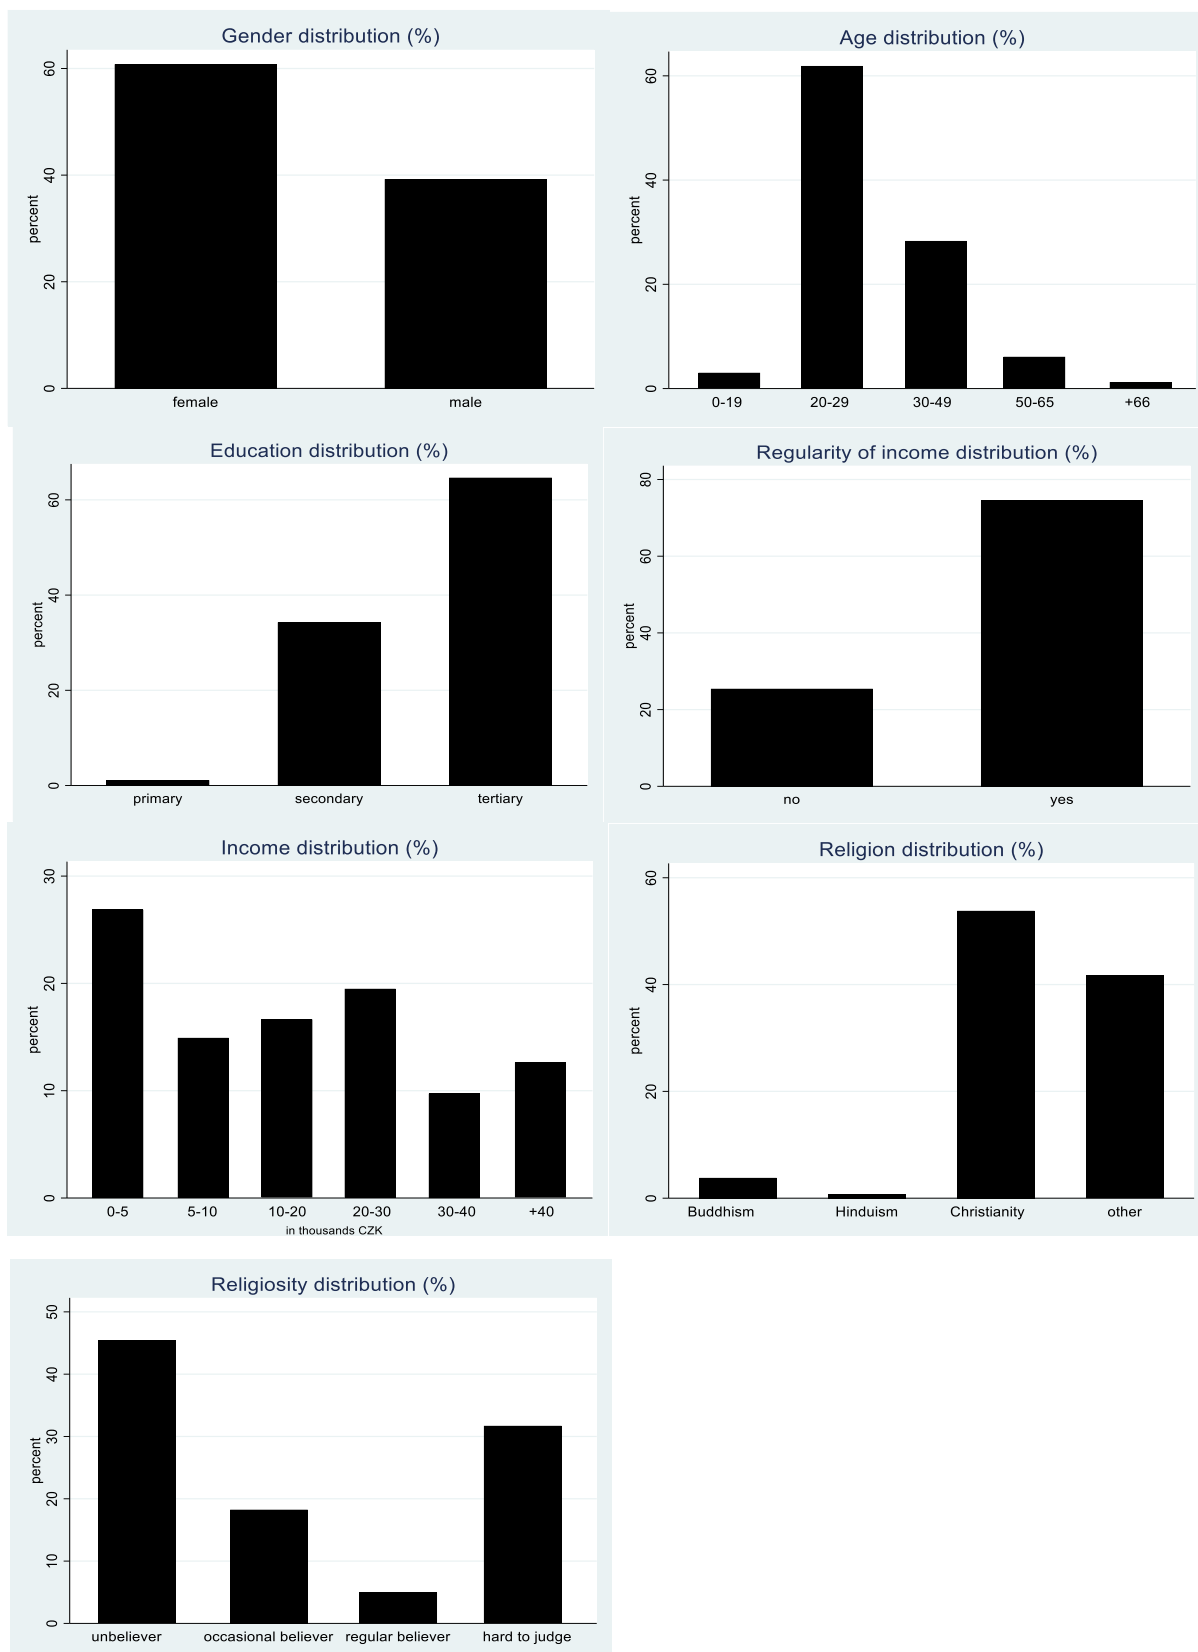 Gender distribution (%)
percent
60
40
20
0
female male
Age distribution (%)
percent
60
40
20
0
0-19 20-29 30-49 50-65 +66
Education distribution (%)
percent
60
40
20
0
primary secondary tertiary
Regularity of income distribution (%)
percent
80
60
40
20
0
no yes
Income distribution (%)
percent
30
20
10
0
0-5 5-10 10-20 20-30 30-40 +40
in thousands CZK
Religion distribution (%)
percent
60
40
20
0
Buddhism Hinduism Christianity other
Religiosity distribution (%)
percent
50
40
30
20
10
0
unbeliever occasional believer regular believer hard to judge